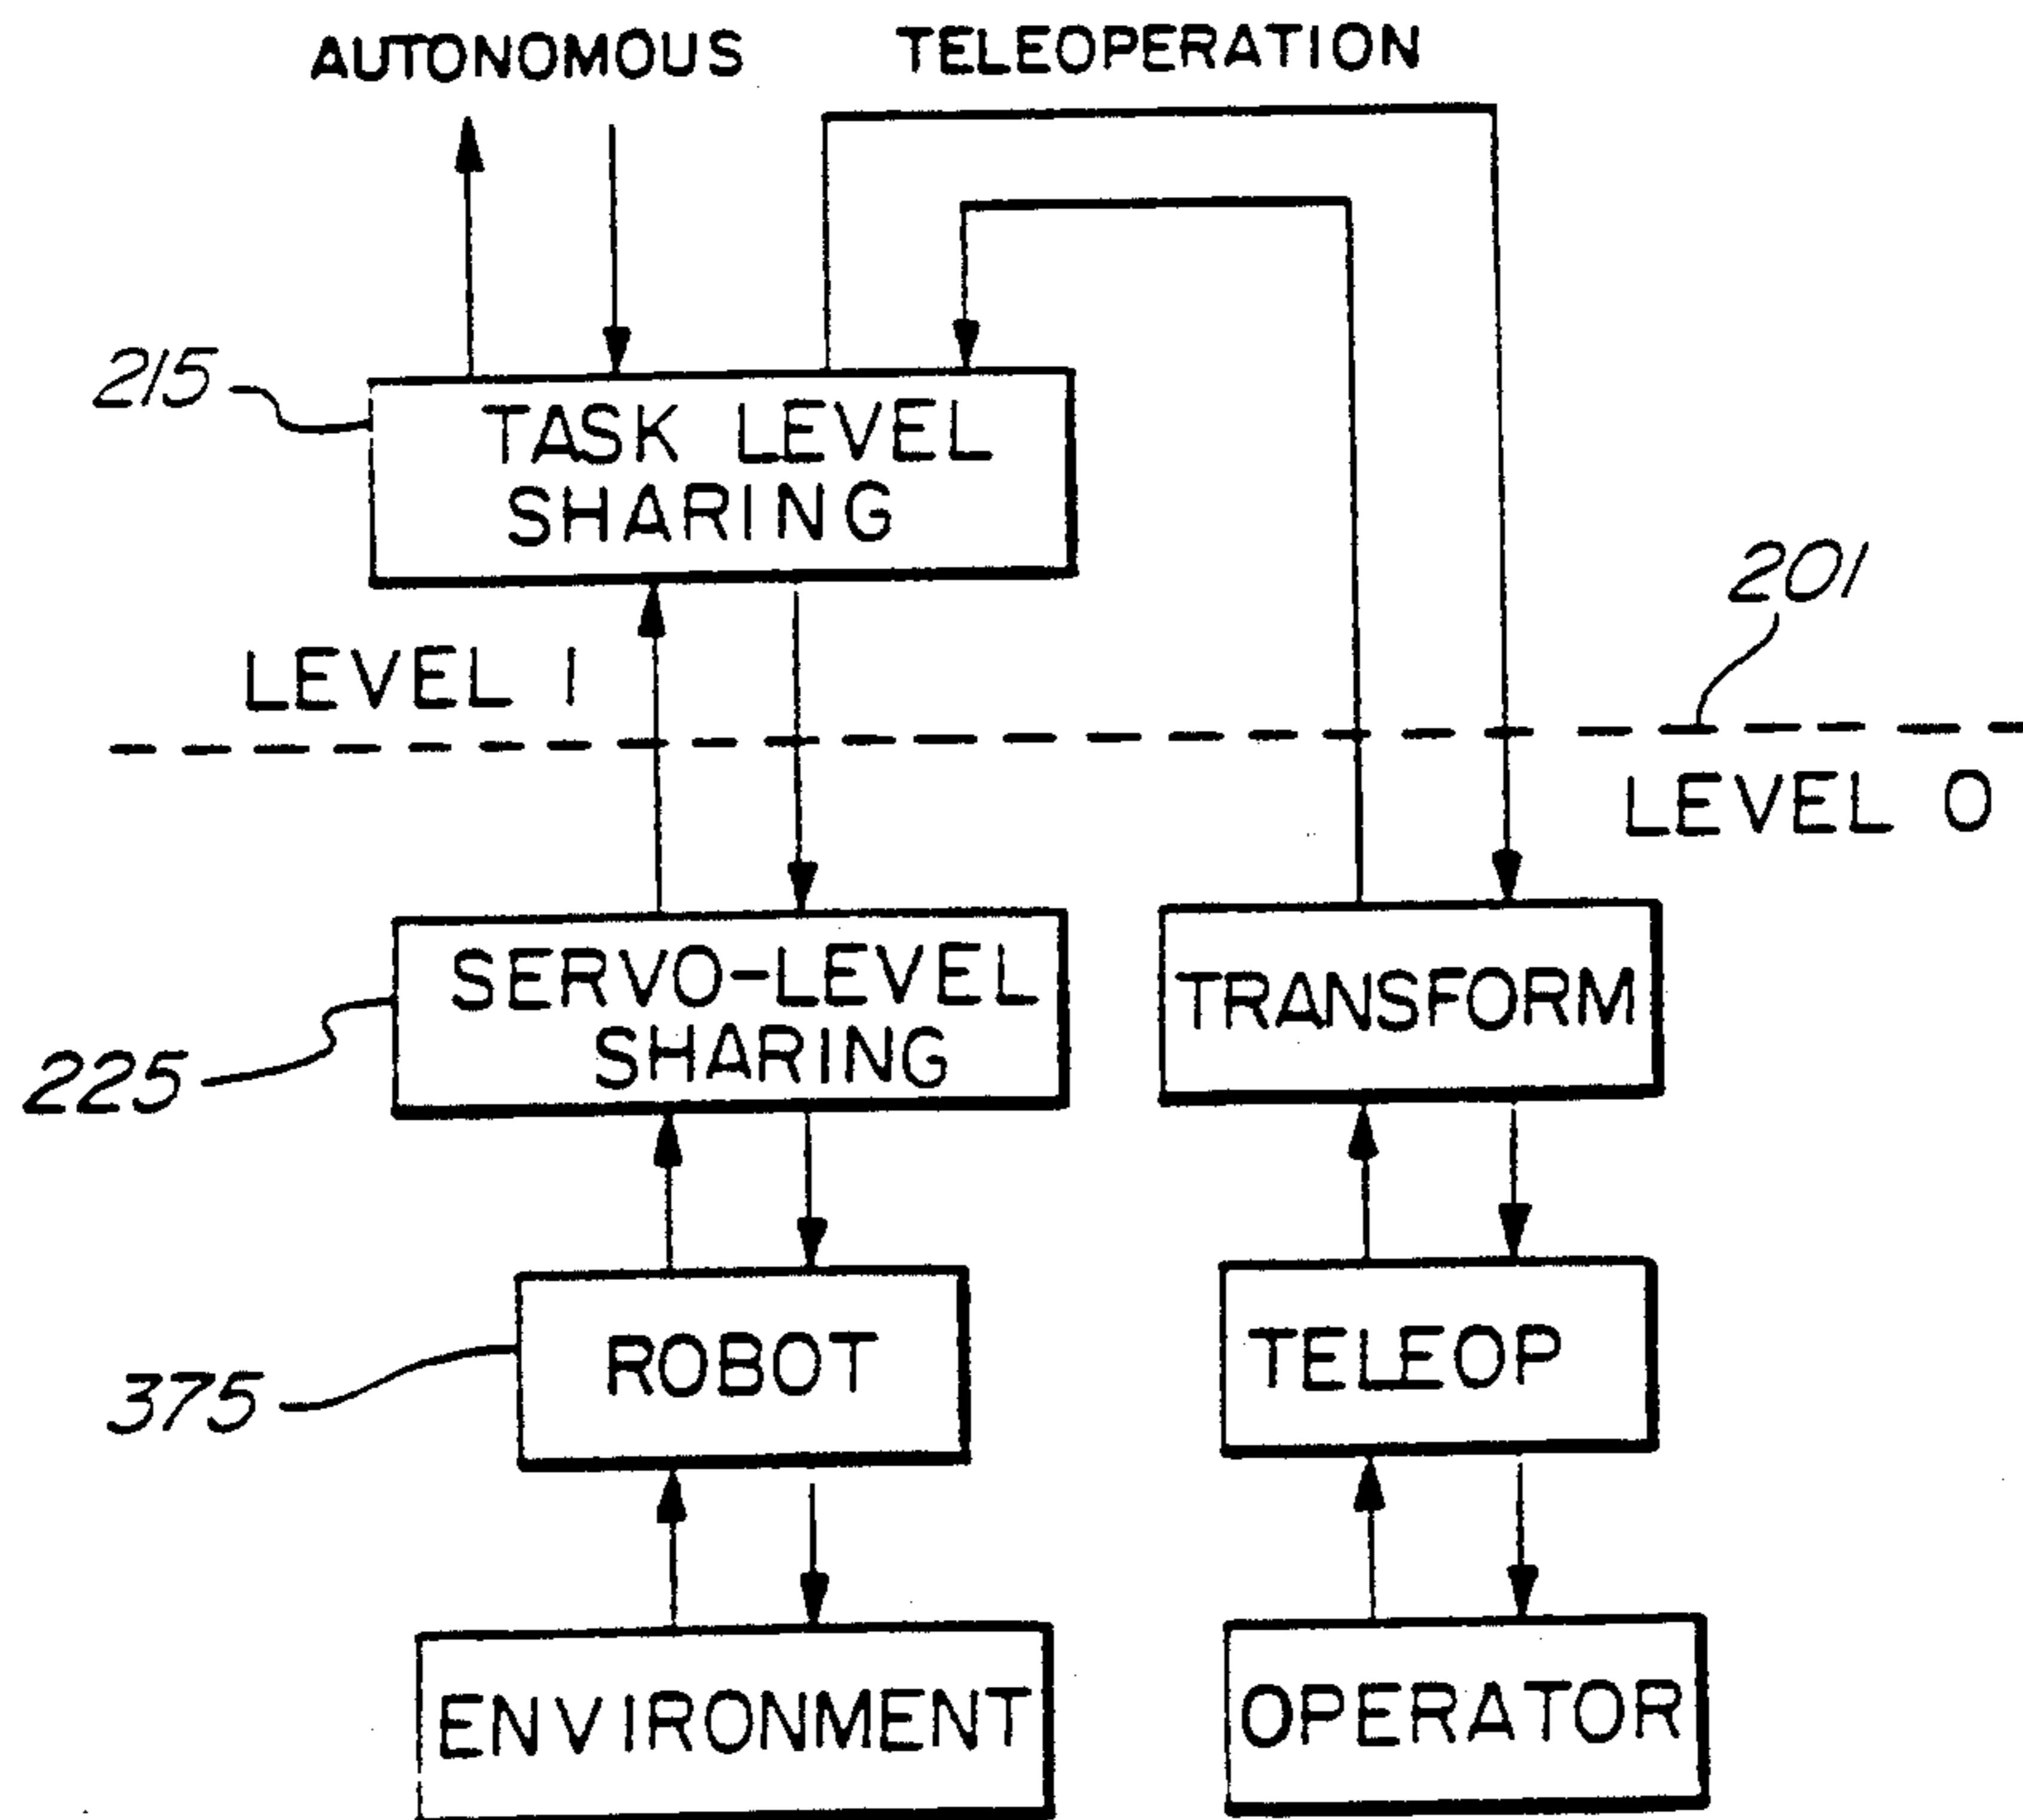 AUTONOMOUS TELEOPERATION
215
TASK LEVEL
SHARING
201
LEVEL 1
LEVEL 0
225
SERVO-LEVEL
SHARING
TRANSFORM
375
ROBOT
TELEOP
ENVIRONMENT
OPERATOR